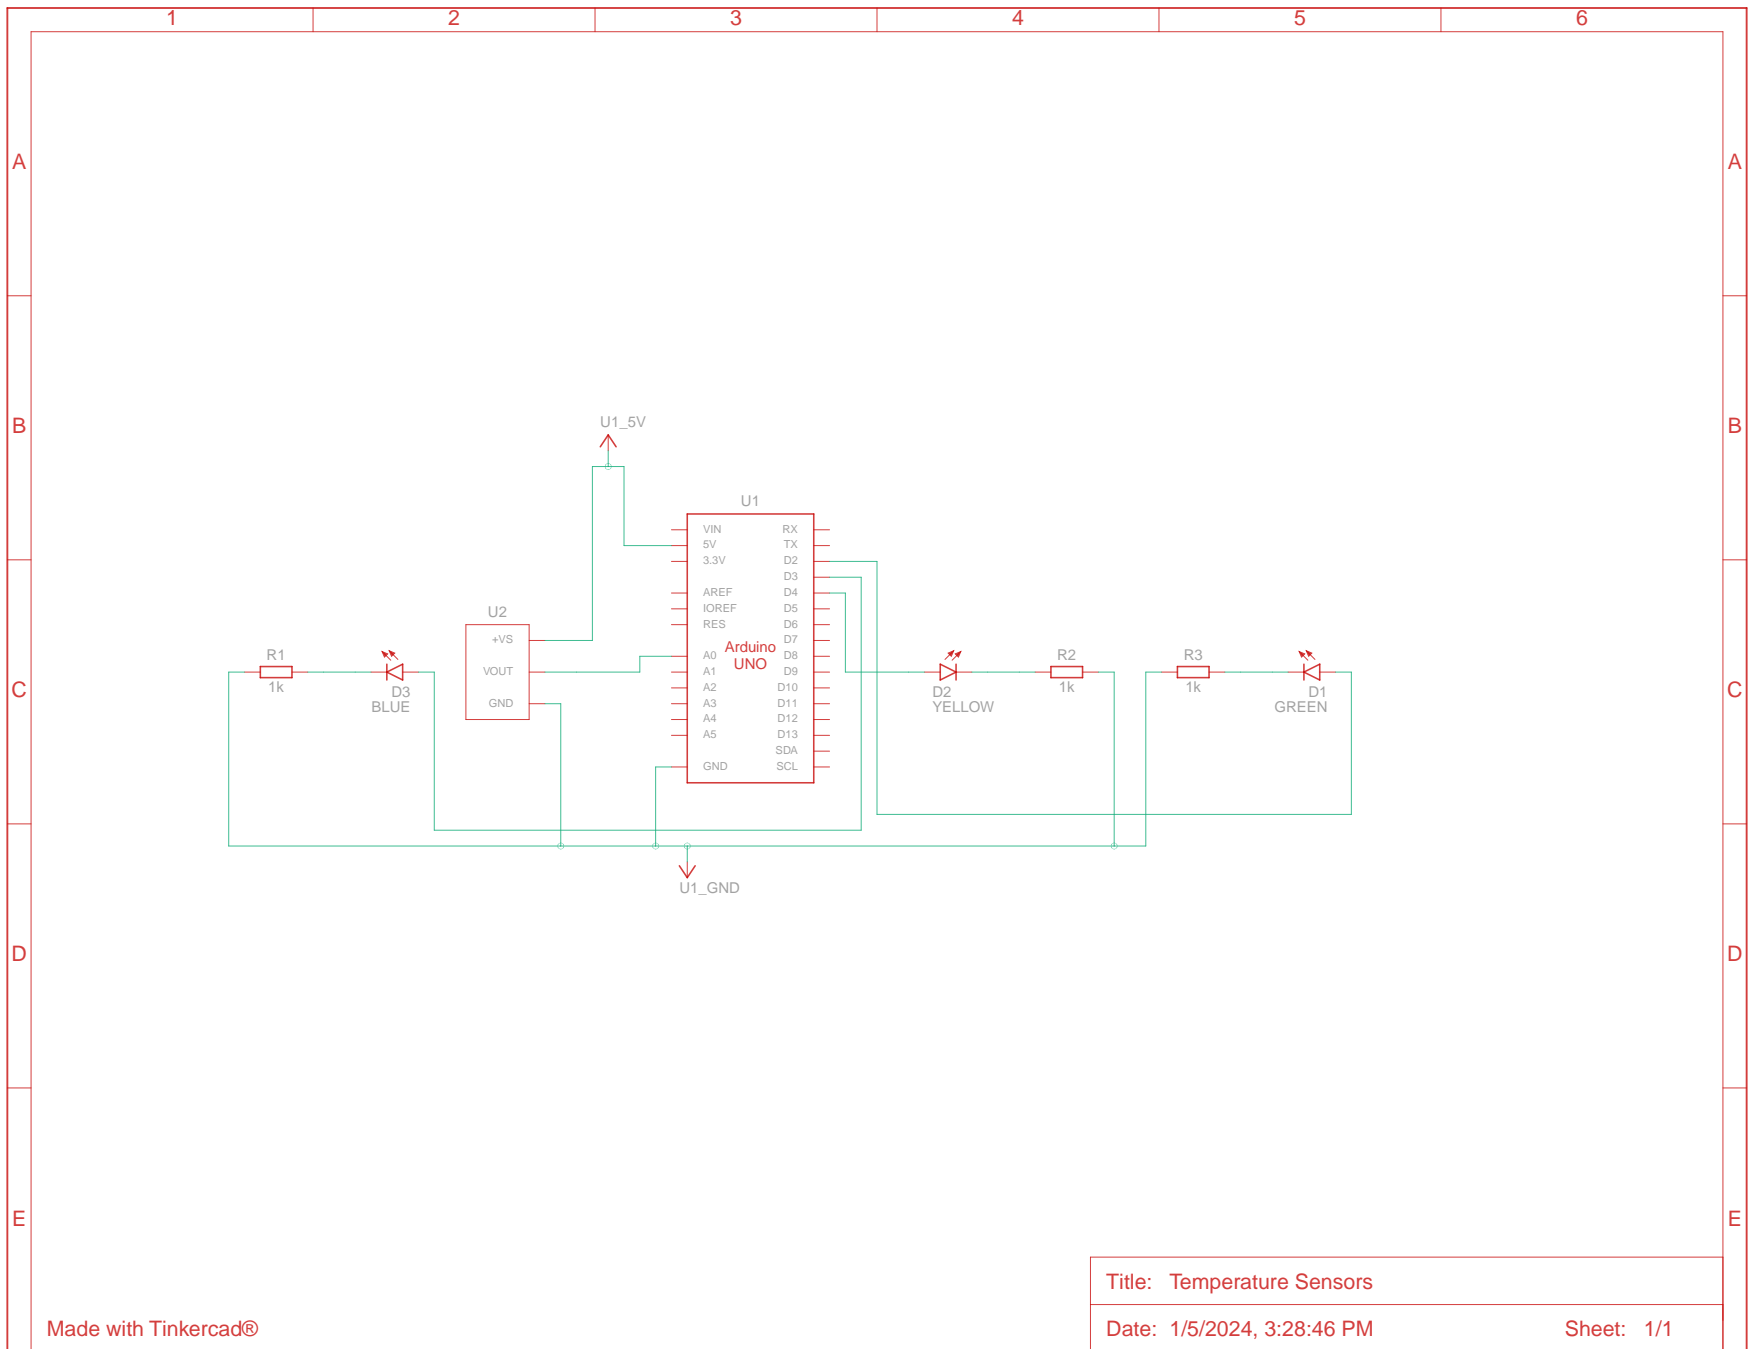 1 2 3 4 5 6
A A
B B
U1_5V
U1
VIN RX
5V TX
3.3V D2
D3
AREF D4
IOREF D5
RES D6
D7
A0 D8
A1 D9
A2 D10
A3 D11
A4 D12
A5 D13
SDA
GND SCL
Arduino
UNO
U2
+VS
VOUT
GND
R1
1k
D3
BLUE
D2
YELLOW
R2
1k
R3
1k
D1
GREEN
C C
U1_GND
D D
E E
Title: Temperature Sensors
Made with Tinkercad®
Date: 1/5/2024, 3:28:46 PM Sheet: 1/1